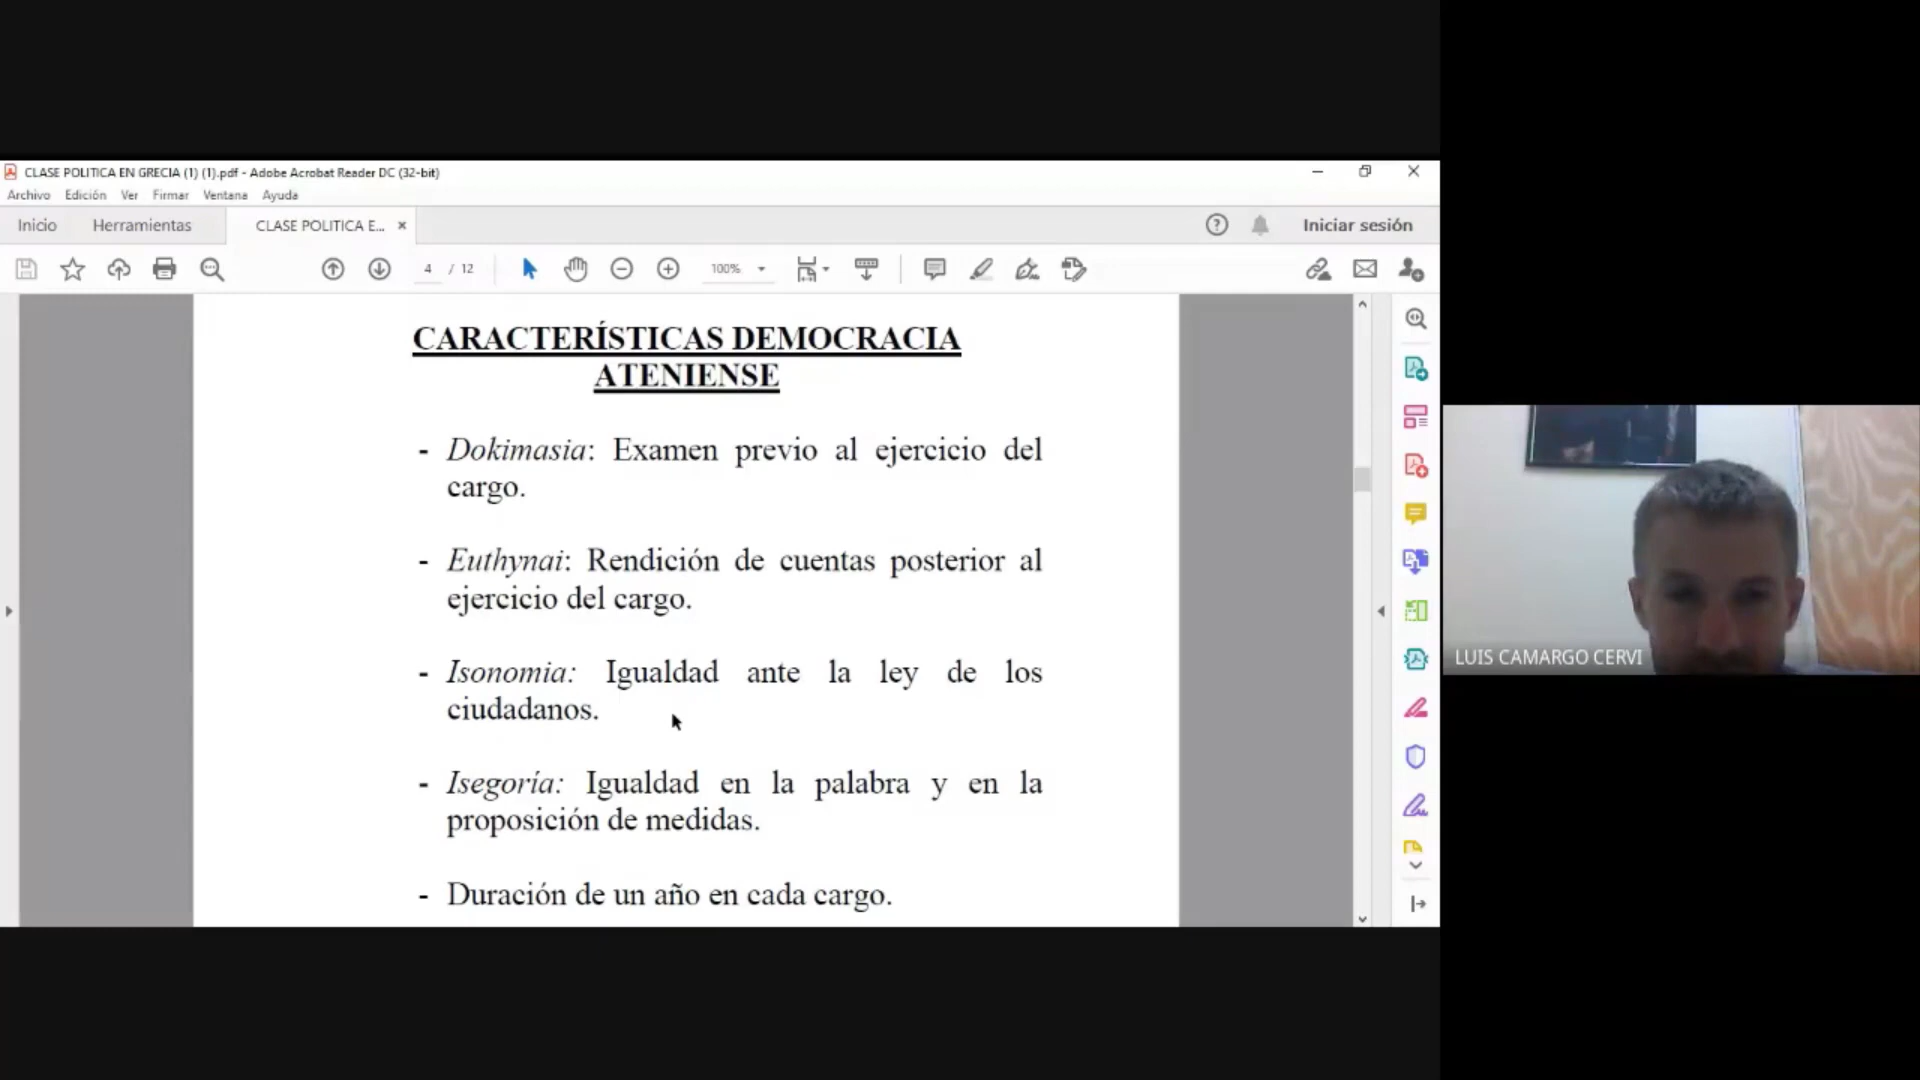 CLASE POLITICA EN GRECIA (1) (1).pdf - Adobe Acrobat Reader DC (32-bit)
Archivo Edición Ver Firmar Ventana Ayuda
Inicio Herramientas CLASE POLITICA E... Iniciar sesión
4 / 12 100%
CARACTERÍSTICAS DEMOCRACIA
ATENIENSE
- Dokimasia: Examen previo al ejercicio del
cargo.
- Euthynai: Rendición de cuentas posterior al
ejercicio del cargo.
- Isonomia: Igualdad ante la ley de los
ciudadanos.
- Isegoría: Igualdad en la palabra y en la
proposición de medidas.
- Duración de un año en cada cargo.
LUIS CAMARGO CERVI